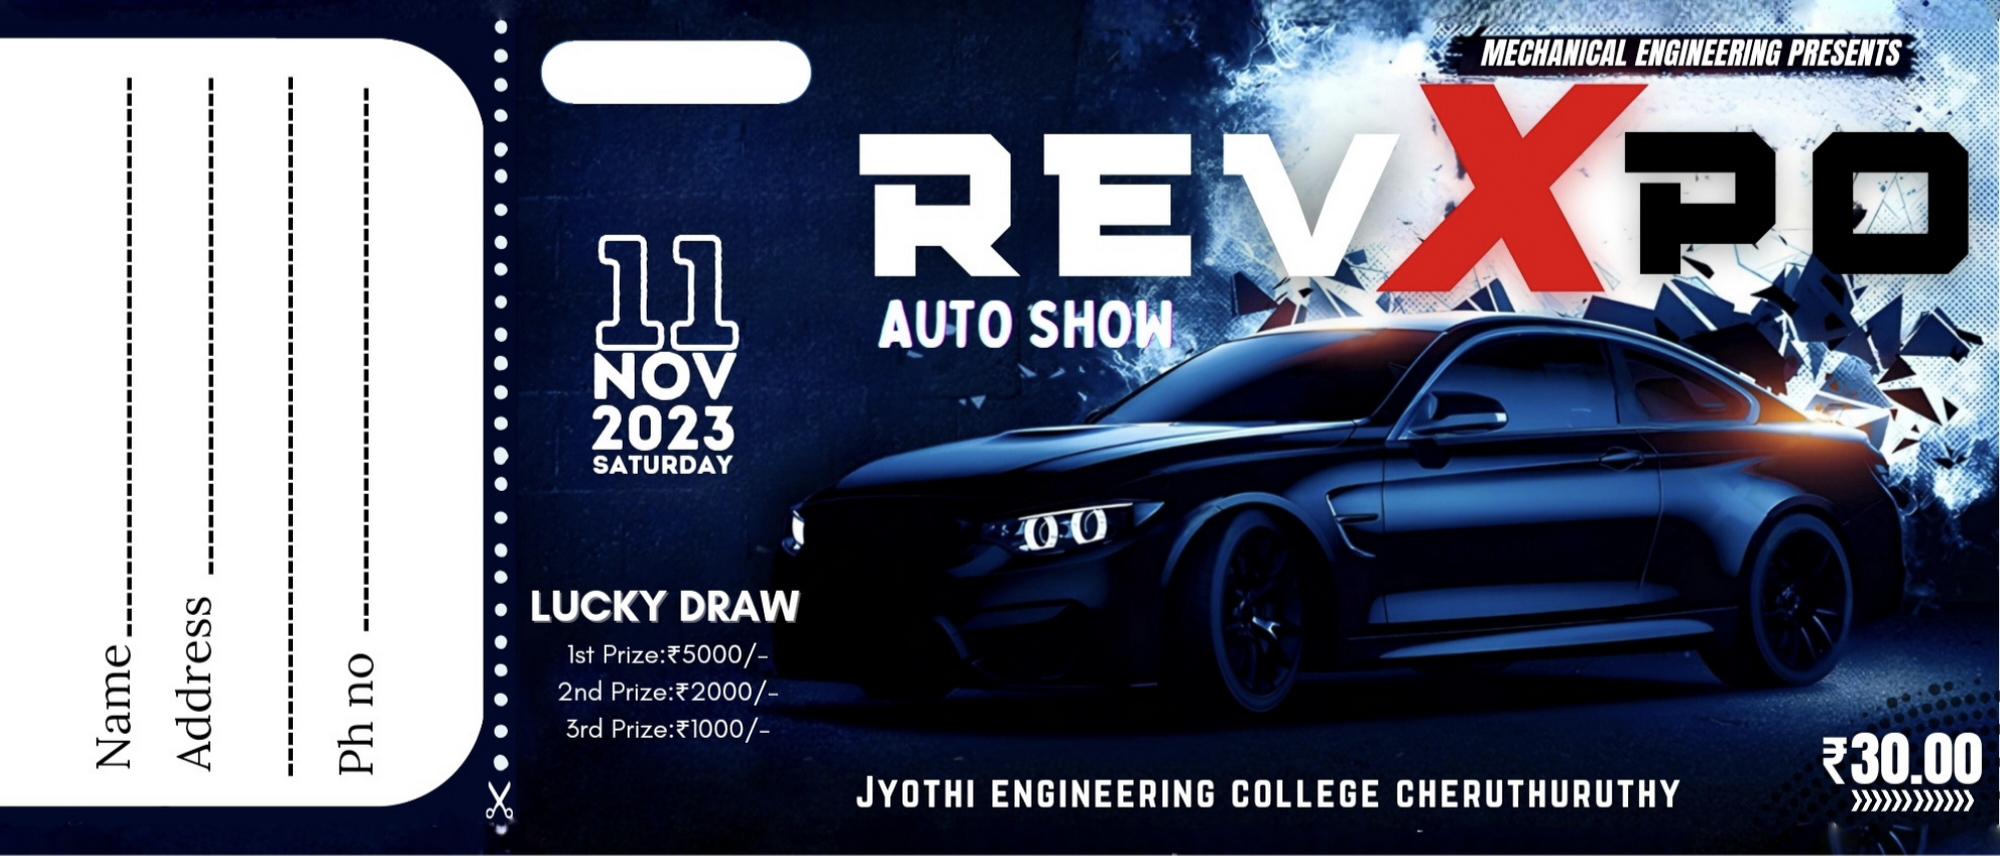 Name
Address
Ph no
MECHANICAL ENGINEERING PRESENTS
REVXPO
AUTO SHOW
11
NOV
2023
SATURDAY
LUCKY DRAW
1st Prize:₹5000/-
2nd Prize:₹2000/-
3rd Prize:₹1000/-
JYOTHI ENGINEERING COLLEGE CHERUTHURUTHY
₹30.00